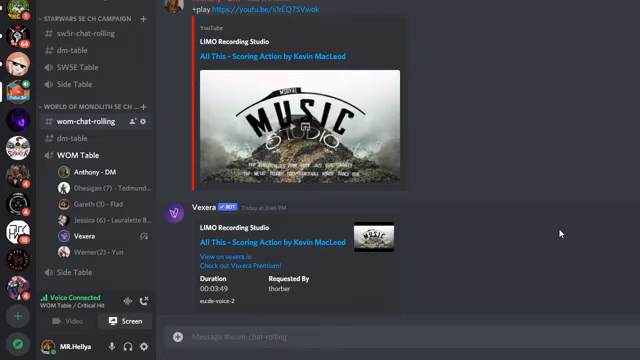 STARWARS 5E CH CAMPAIGN
sw5r-chat-rolling
dm-table
SW5E Table
Side Table
WORLD OF MONOLITH 5E CH
wom-chat-rolling
dm-table
WOM Table
Anthony - DM
Dhesigan (7) - Tedmund...
Gareth (3) - Flad
Jessica (6) - Lauralette B...
Vexera
Werner(2) - Yun
Side Table
Voice Connected
WOM Table / Critical Hit
Video
Screen
MR.Hellya
+play https://youtu.be/s1rEQ75Vwok
YouTube
LIMO Recording Studio
All This - Scoring Action by Kevin MacLeod
MUSIC
STUDIO
Vexera BOT Today at 8:46 PM
LIMO Recording Studio
All This - Scoring Action by Kevin MacLeod
View on vexera.io
Check out Vexera Premium!
Duration
00:03:49
Requested By
thorber
eu:de-voice-2
Message #wom-chat-rolling